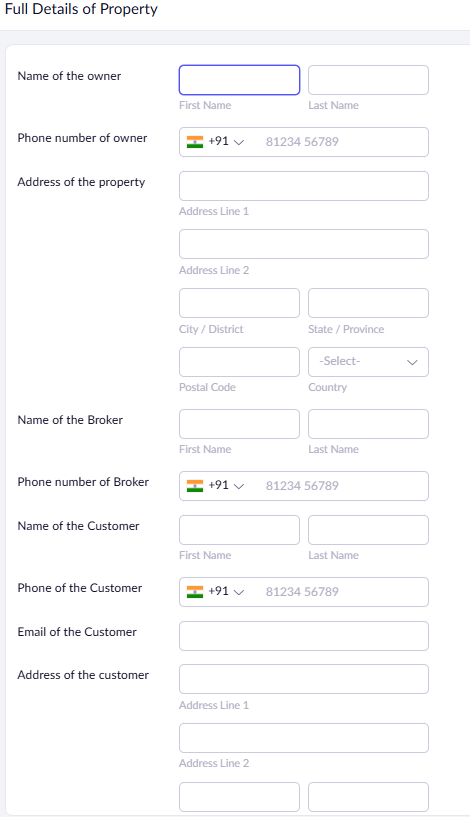 Full Details of Property
Name of the owner
First Name Last Name
Phone number of owner +91 81234 56789
Address of the property
Address Line 1
Address Line 2
City / District State / Province
-Select-
Postal Code Country
Name of the Broker
First Name Last Name
Phone number of Broker +91 81234 56789
Name of the Customer
First Name Last Name
Phone of the Customer +91 81234 56789
Email of the Customer
Address of the customer
Address Line 1
Address Line 2